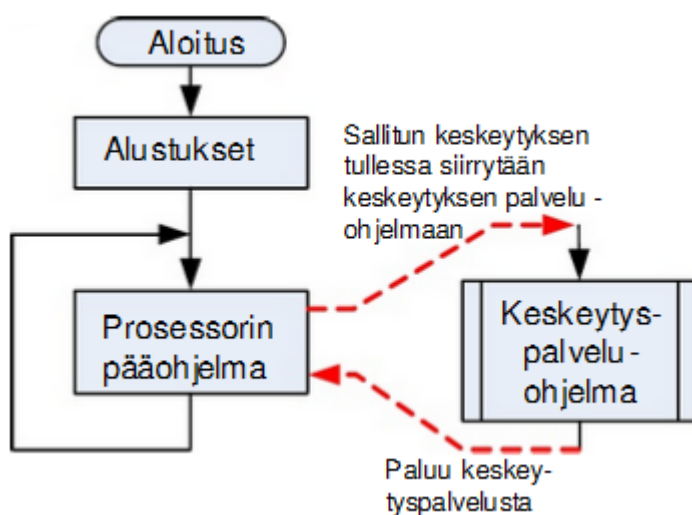 Aloitus
Alustukset
Sallitun keskeytyksen
tullessa siirrytään
keskeytyksen palvelu -
ohjelmaan
Prosessorin
pääohjelma
Keskeytys-
palvelu -
ohjelma
Paluu keskey-
tyspalvelusta